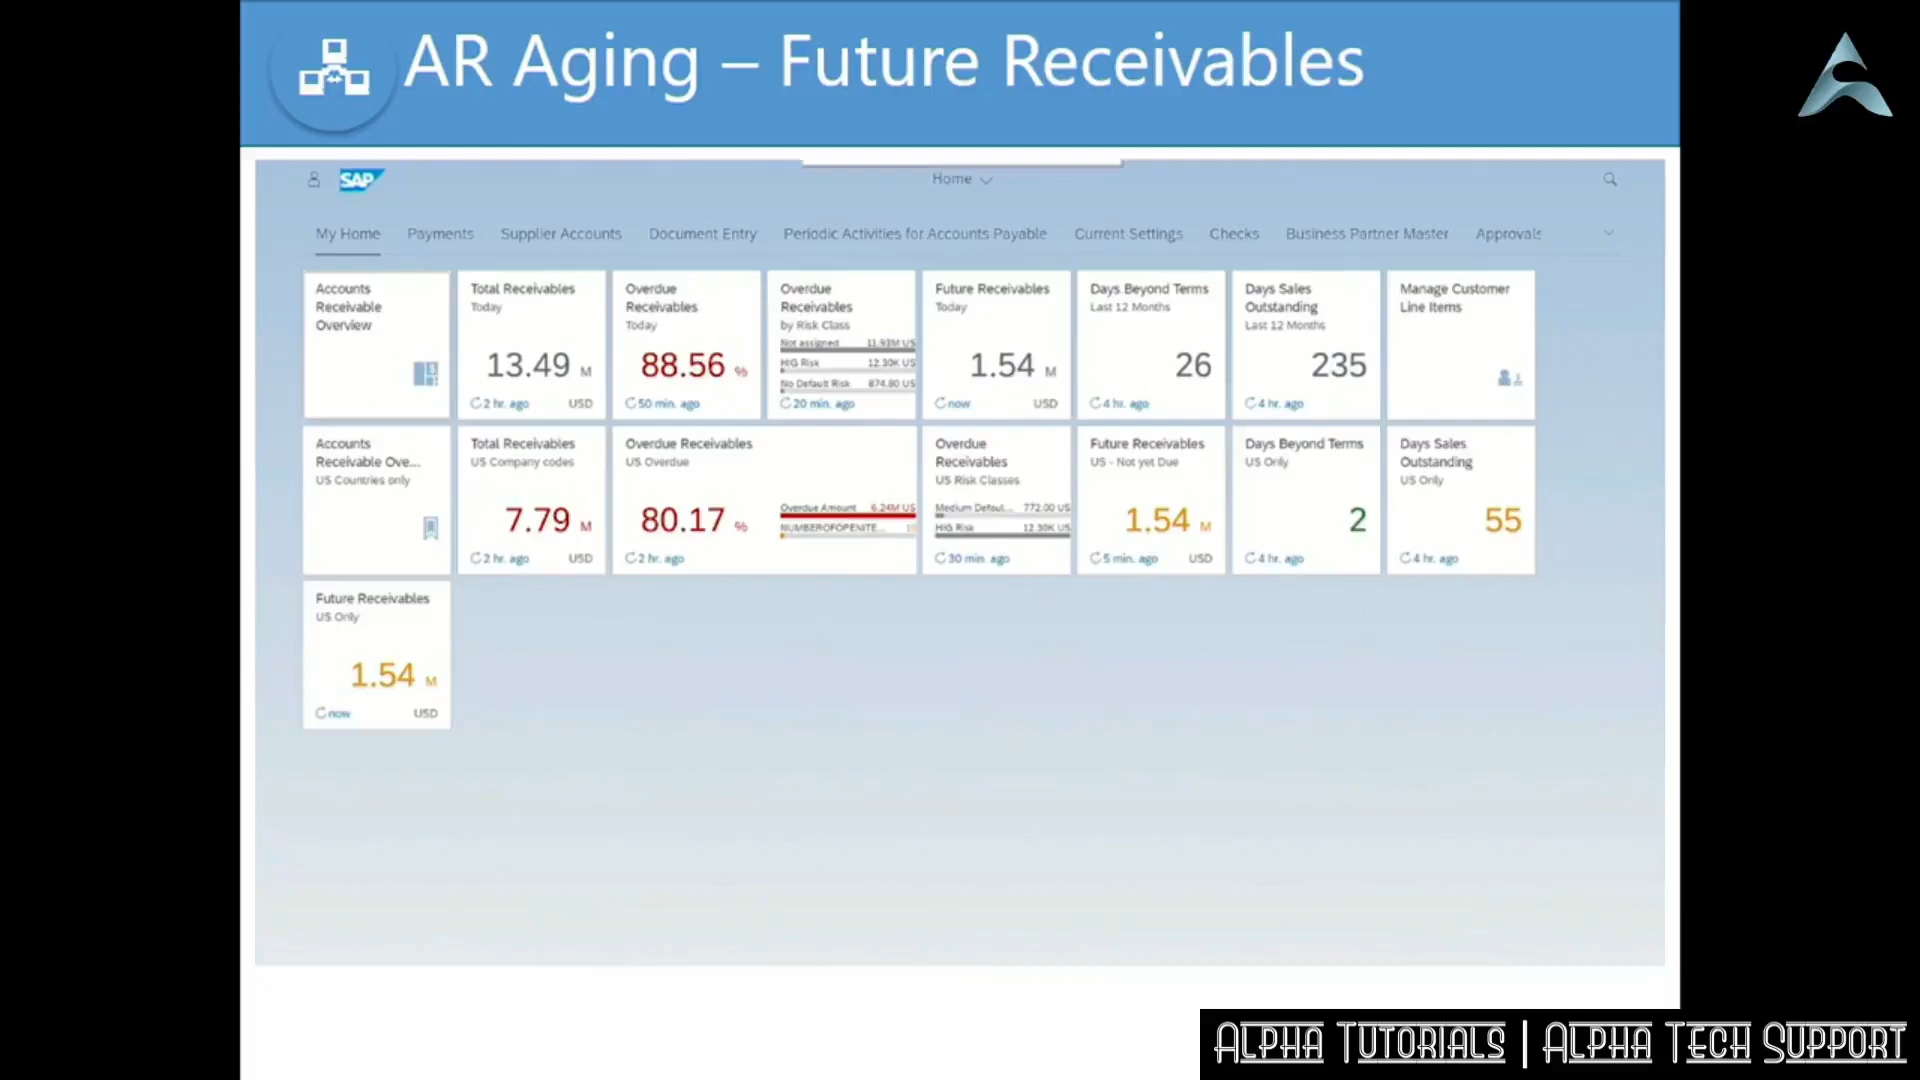 AR Aging – Future Receivables
SAP
Home
My Home Payments Supplier Accounts Document Entry Periodic Activities for Accounts Payable Current Settings Checks Business Partner Master Approvals
Accounts
Receivable
Overview
Total Receivables
Today
13.49 M
2 hr. ago USD
Overdue
Receivables
Today
88.56 %
50 min. ago
Overdue
Receivables
by Risk Class
Not assigned 11.93M US
HIG Risk 12.30K US
No Default Risk 874.80 US
20 min. ago
Future Receivables
Today
1.54 M
now USD
Days Beyond Terms
Last 12 Months
26
4 hr. ago
Days Sales
Outstanding
Last 12 Months
235
4 hr. ago
Manage Customer
Line Items
Accounts
Receivable Ove...
US Countries only
Total Receivables
US Company codes
7.79 M
2 hr. ago USD
Overdue Receivables
US Overdue
80.17 %
Overdue Amount 6.24M US
NUMBEROFOPENITE...
2 hr. ago
Overdue
Receivables
US Risk Classes
Medium Defaul... 772.00 US
HIG Risk 12.30K US
30 min. ago
Future Receivables
US - Not yet Due
1.54 M
5 min. ago USD
Days Beyond Terms
US Only
2
4 hr. ago
Days Sales
Outstanding
US Only
55
4 hr. ago
Future Receivables
US Only
1.54 M
now USD
Alpha Tutorials | Alpha Tech Support